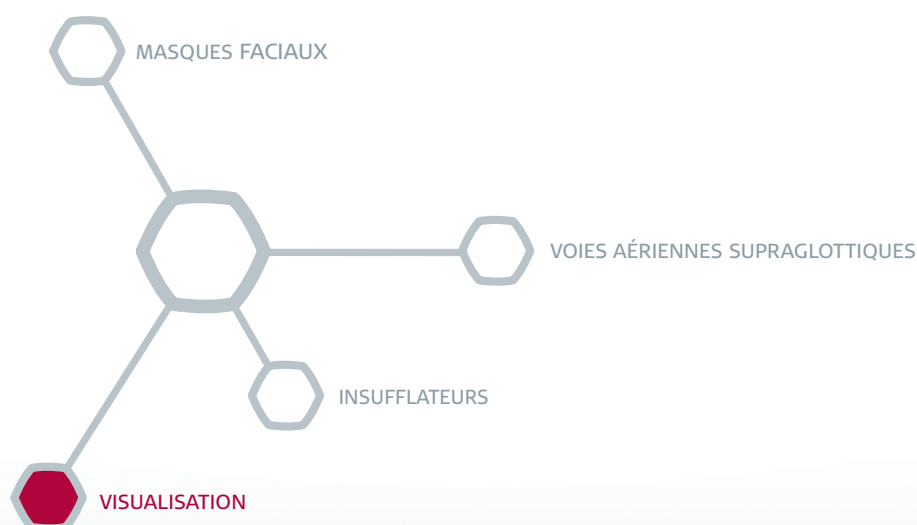 MASQUES FACIAUX
VOIES AÉRIENNES SUPRAGLOTTIQUES
INSUFFLATEURS
VISUALISATION